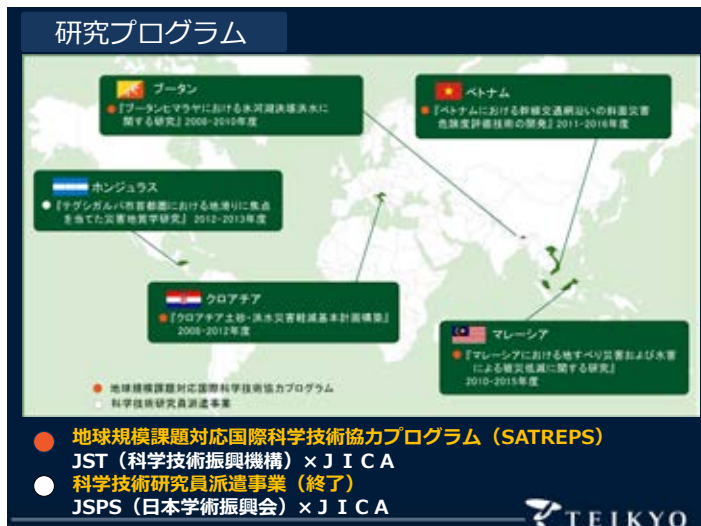 研究プログラム
ブータン
『ブータンヒマラヤにおける氷河湖決壊洪水に
関する研究』2008-2010年度
ベトナム
『ベトナムにおける幹線交通網沿いの斜面災害
危険度評価技術の開発』2011-2016年度
ホンジュラス
『テグシガルパ市首都圏における地滑りに焦点
を当てた災害地質学研究』2012-2013年度
クロアチア
『クロアチア土砂・洪水災害軽減基本計画構築』
2008-2012年度
マレーシア
『マレーシアにおける地すべり災害および水害
による被災低減に関する研究』
2010-2015年度
地球規模課題対応国際科学技術協力プログラム
科学技術研究員派遣事業
地球規模課題対応国際科学技術協力プログラム（SATREPS）
JST（科学技術振興機構）×ＪＩＣＡ
科学技術研究員派遣事業（終了）
JSPS（日本学術振興会）×ＪＩＣＡ
TEIKYO